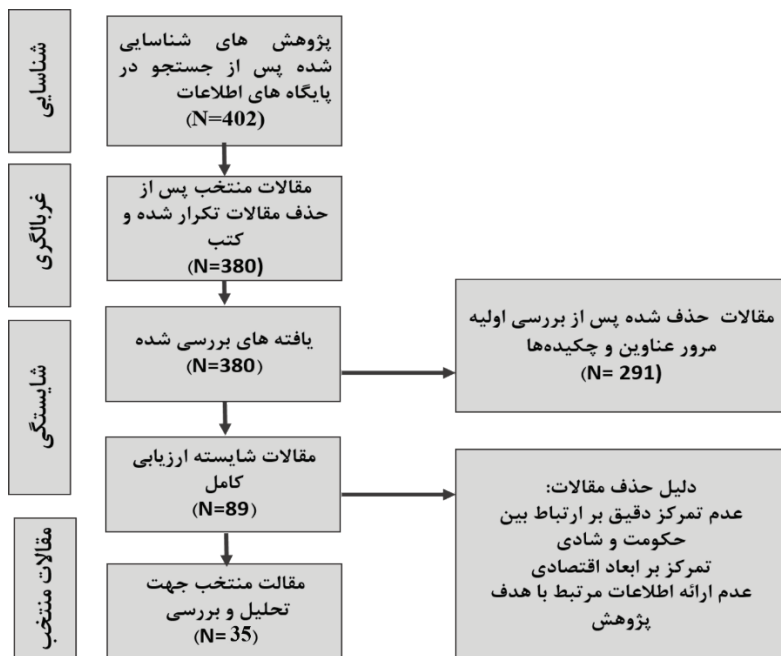 شناسایی
پژوهش های شناسایی
شده پس از جستجو در
پایگاه های اطلاعات
(N=402)
غربالگری
مقالات منتخب پس از
حذف مقالات تکرار شده و
کتب
(N=380)
شایستگی
یافته های بررسی شده
(N=380)
مقالات حذف شده پس از بررسی اولیه
مرور عناوین و چکیده‌ها
(N= 291)
مقالات شایسته ارزیابی
کامل
(N=89)
دلیل حذف مقالات:
عدم تمرکز دقیق بر ارتباط بین
حکومت و شادی
تمرکز بر ابعاد اقتصادی
عدم ارائه اطلاعات مرتبط با هدف
پژوهش
مقالات منتخب
مقالت منتخب جهت
تحلیل و بررسی
(N= 35)